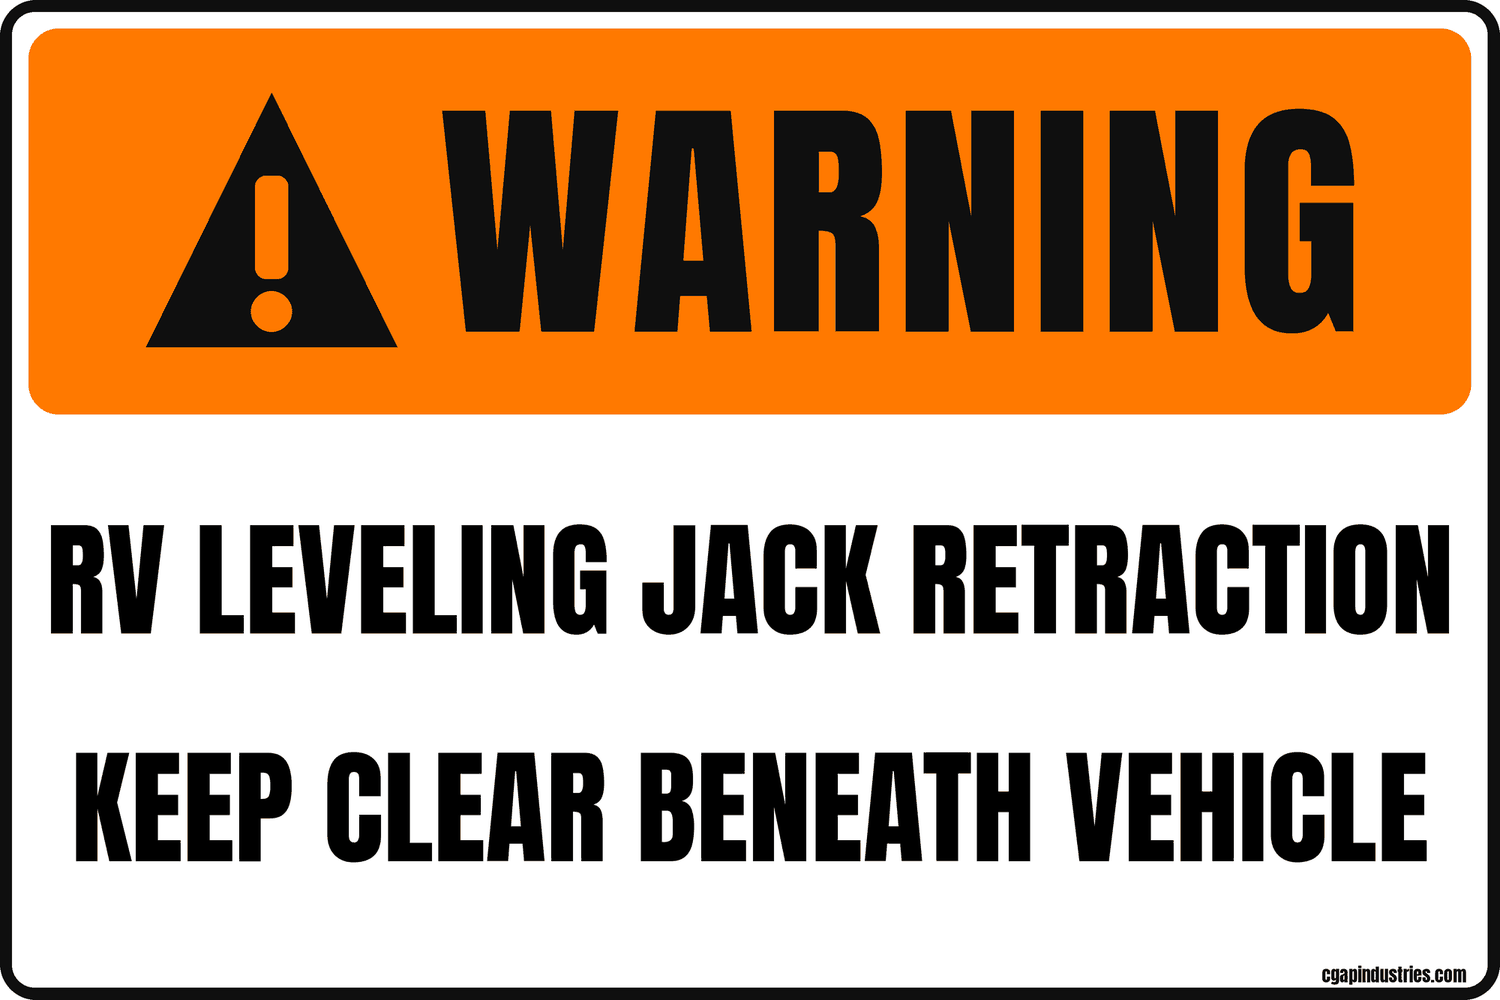 WARNING
RV LEVELING JACK RETRACTION
KEEP CLEAR BENEATH VEHICLE
cgapindustries.com